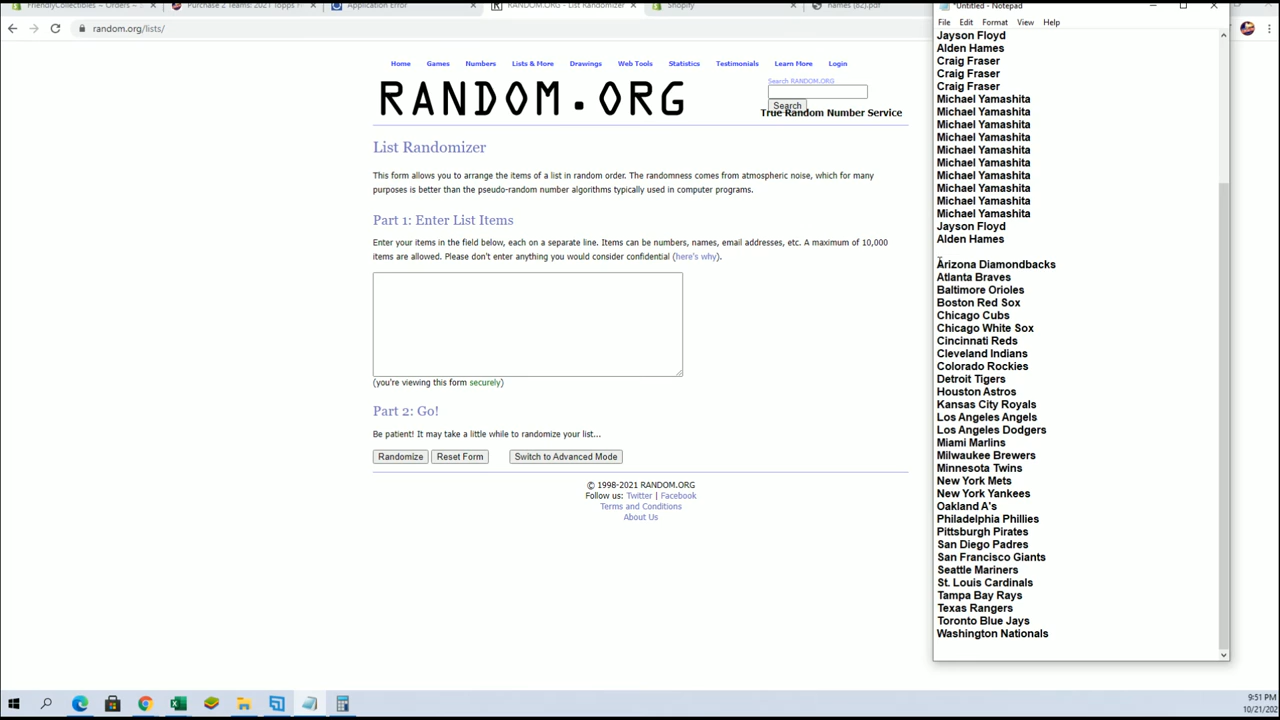 FriendlyCollectibles ~ Orders ~
Purchase 2 Teams: 2021 Topps
Application Error
RANDOM.ORG - List Randomizer
Shopify
names (82).pdf
random.org/lists/
Home Games Numbers Lists & More Drawings Web Tools Statistics Testimonials Learn More Login
RANDOM.ORG
Search RANDOM.ORG
Search
True Random Number Service
List Randomizer
This form allows you to arrange the items of a list in random order. The randomness comes from atmospheric noise, which for many
purposes is better than the pseudo-random number algorithms typically used in computer programs.
Part 1: Enter List Items
Enter your items in the field below, each on a separate line. Items can be numbers, names, email addresses, etc. A maximum of 10,000
items are allowed. Please don't enter anything you would consider confidential (here's why).
(you're viewing this form securely)
Part 2: Go!
Be patient! It may take a little while to randomize your list...
Randomize Reset Form Switch to Advanced Mode
© 1998-2021 RANDOM.ORG
Follow us: Twitter | Facebook
Terms and Conditions
About Us
*Untitled - Notepad
File Edit Format View Help
Jayson Floyd
Alden Hames
Craig Fraser
Craig Fraser
Craig Fraser
Michael Yamashita
Michael Yamashita
Michael Yamashita
Michael Yamashita
Michael Yamashita
Michael Yamashita
Michael Yamashita
Michael Yamashita
Michael Yamashita
Michael Yamashita
Jayson Floyd
Alden Hames
Arizona Diamondbacks
Atlanta Braves
Baltimore Orioles
Boston Red Sox
Chicago Cubs
Chicago White Sox
Cincinnati Reds
Cleveland Indians
Colorado Rockies
Detroit Tigers
Houston Astros
Kansas City Royals
Los Angeles Angels
Los Angeles Dodgers
Miami Marlins
Milwaukee Brewers
Minnesota Twins
New York Mets
New York Yankees
Oakland A's
Philadelphia Phillies
Pittsburgh Pirates
San Diego Padres
San Francisco Giants
Seattle Mariners
St. Louis Cardinals
Tampa Bay Rays
Texas Rangers
Toronto Blue Jays
Washington Nationals
9:51 PM
10/21/202